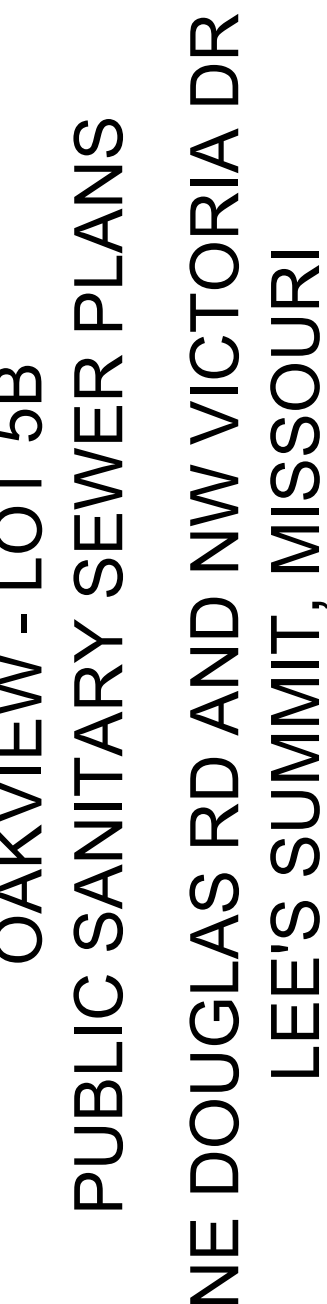 OAKVIEW - LOT 5B
PUBLIC SANITARY SEWER PLANS
NE DOUGLAS RD AND NW VICTORIA DR
LEE'S SUMMIT, MISSOURI